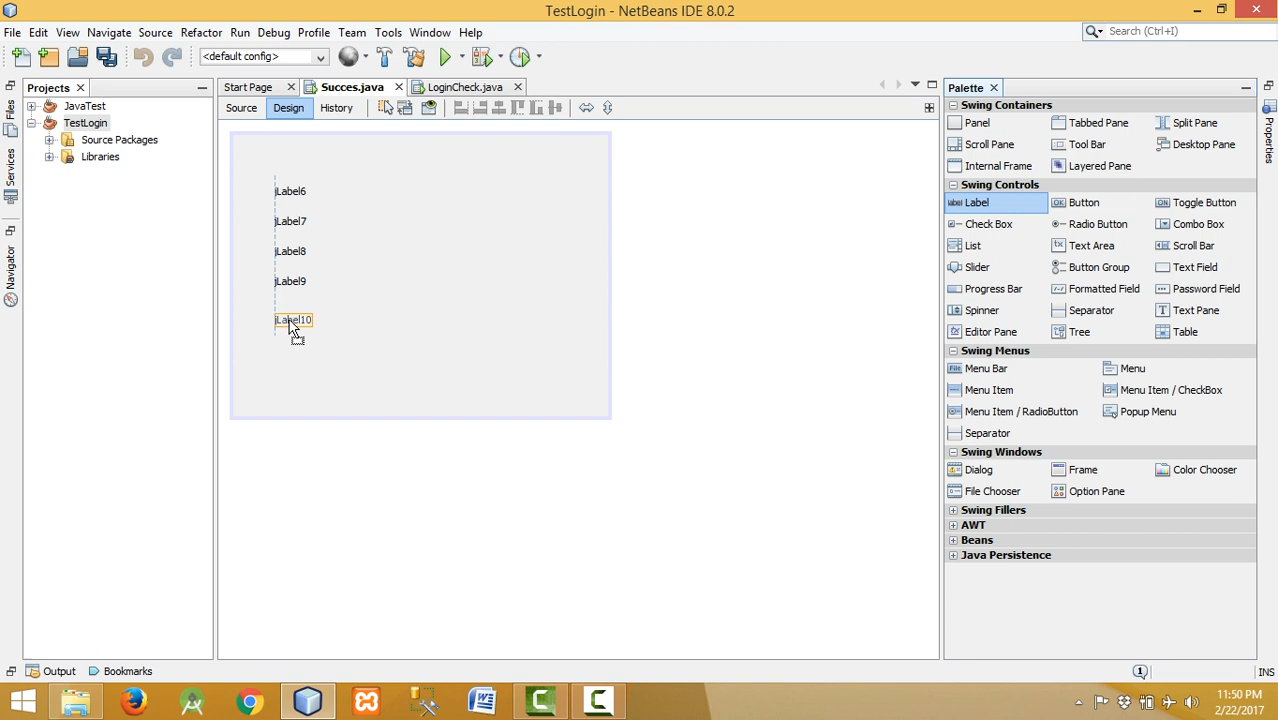 TestLogin - NetBeans IDE 8.0.2
File Edit View Navigate Source Refactor Run Debug Profile Team Tools Window Help
Search (Ctrl+I)
<default config>
Projects
Start Page
Succes.java
LoginCheck.java
Palette
Source Design History
Files
Services
Navigator
Properties
JavaTest
TestLogin
Source Packages
Libraries
jLabel6
jLabel7
jLabel8
jLabel9
jLabel10
Swing Containers
Panel Tabbed Pane Split Pane
Scroll Pane Tool Bar Desktop Pane
Internal Frame Layered Pane
Swing Controls
label Label OK Button ON Toggle Button
Check Box Radio Button Combo Box
List Text Area Scroll Bar
Slider Button Group Text Field
Progress Bar Formatted Field Password Field
Spinner Separator T Text Pane
Editor Pane Tree Table
Swing Menus
File Menu Bar Menu
Menu Item Menu Item / CheckBox
Menu Item / RadioButton Popup Menu
Separator
Swing Windows
Dialog Frame Color Chooser
File Chooser Option Pane
Swing Fillers
AWT
Beans
Java Persistence
Output Bookmarks
1
INS
11:50 PM
2/22/2017